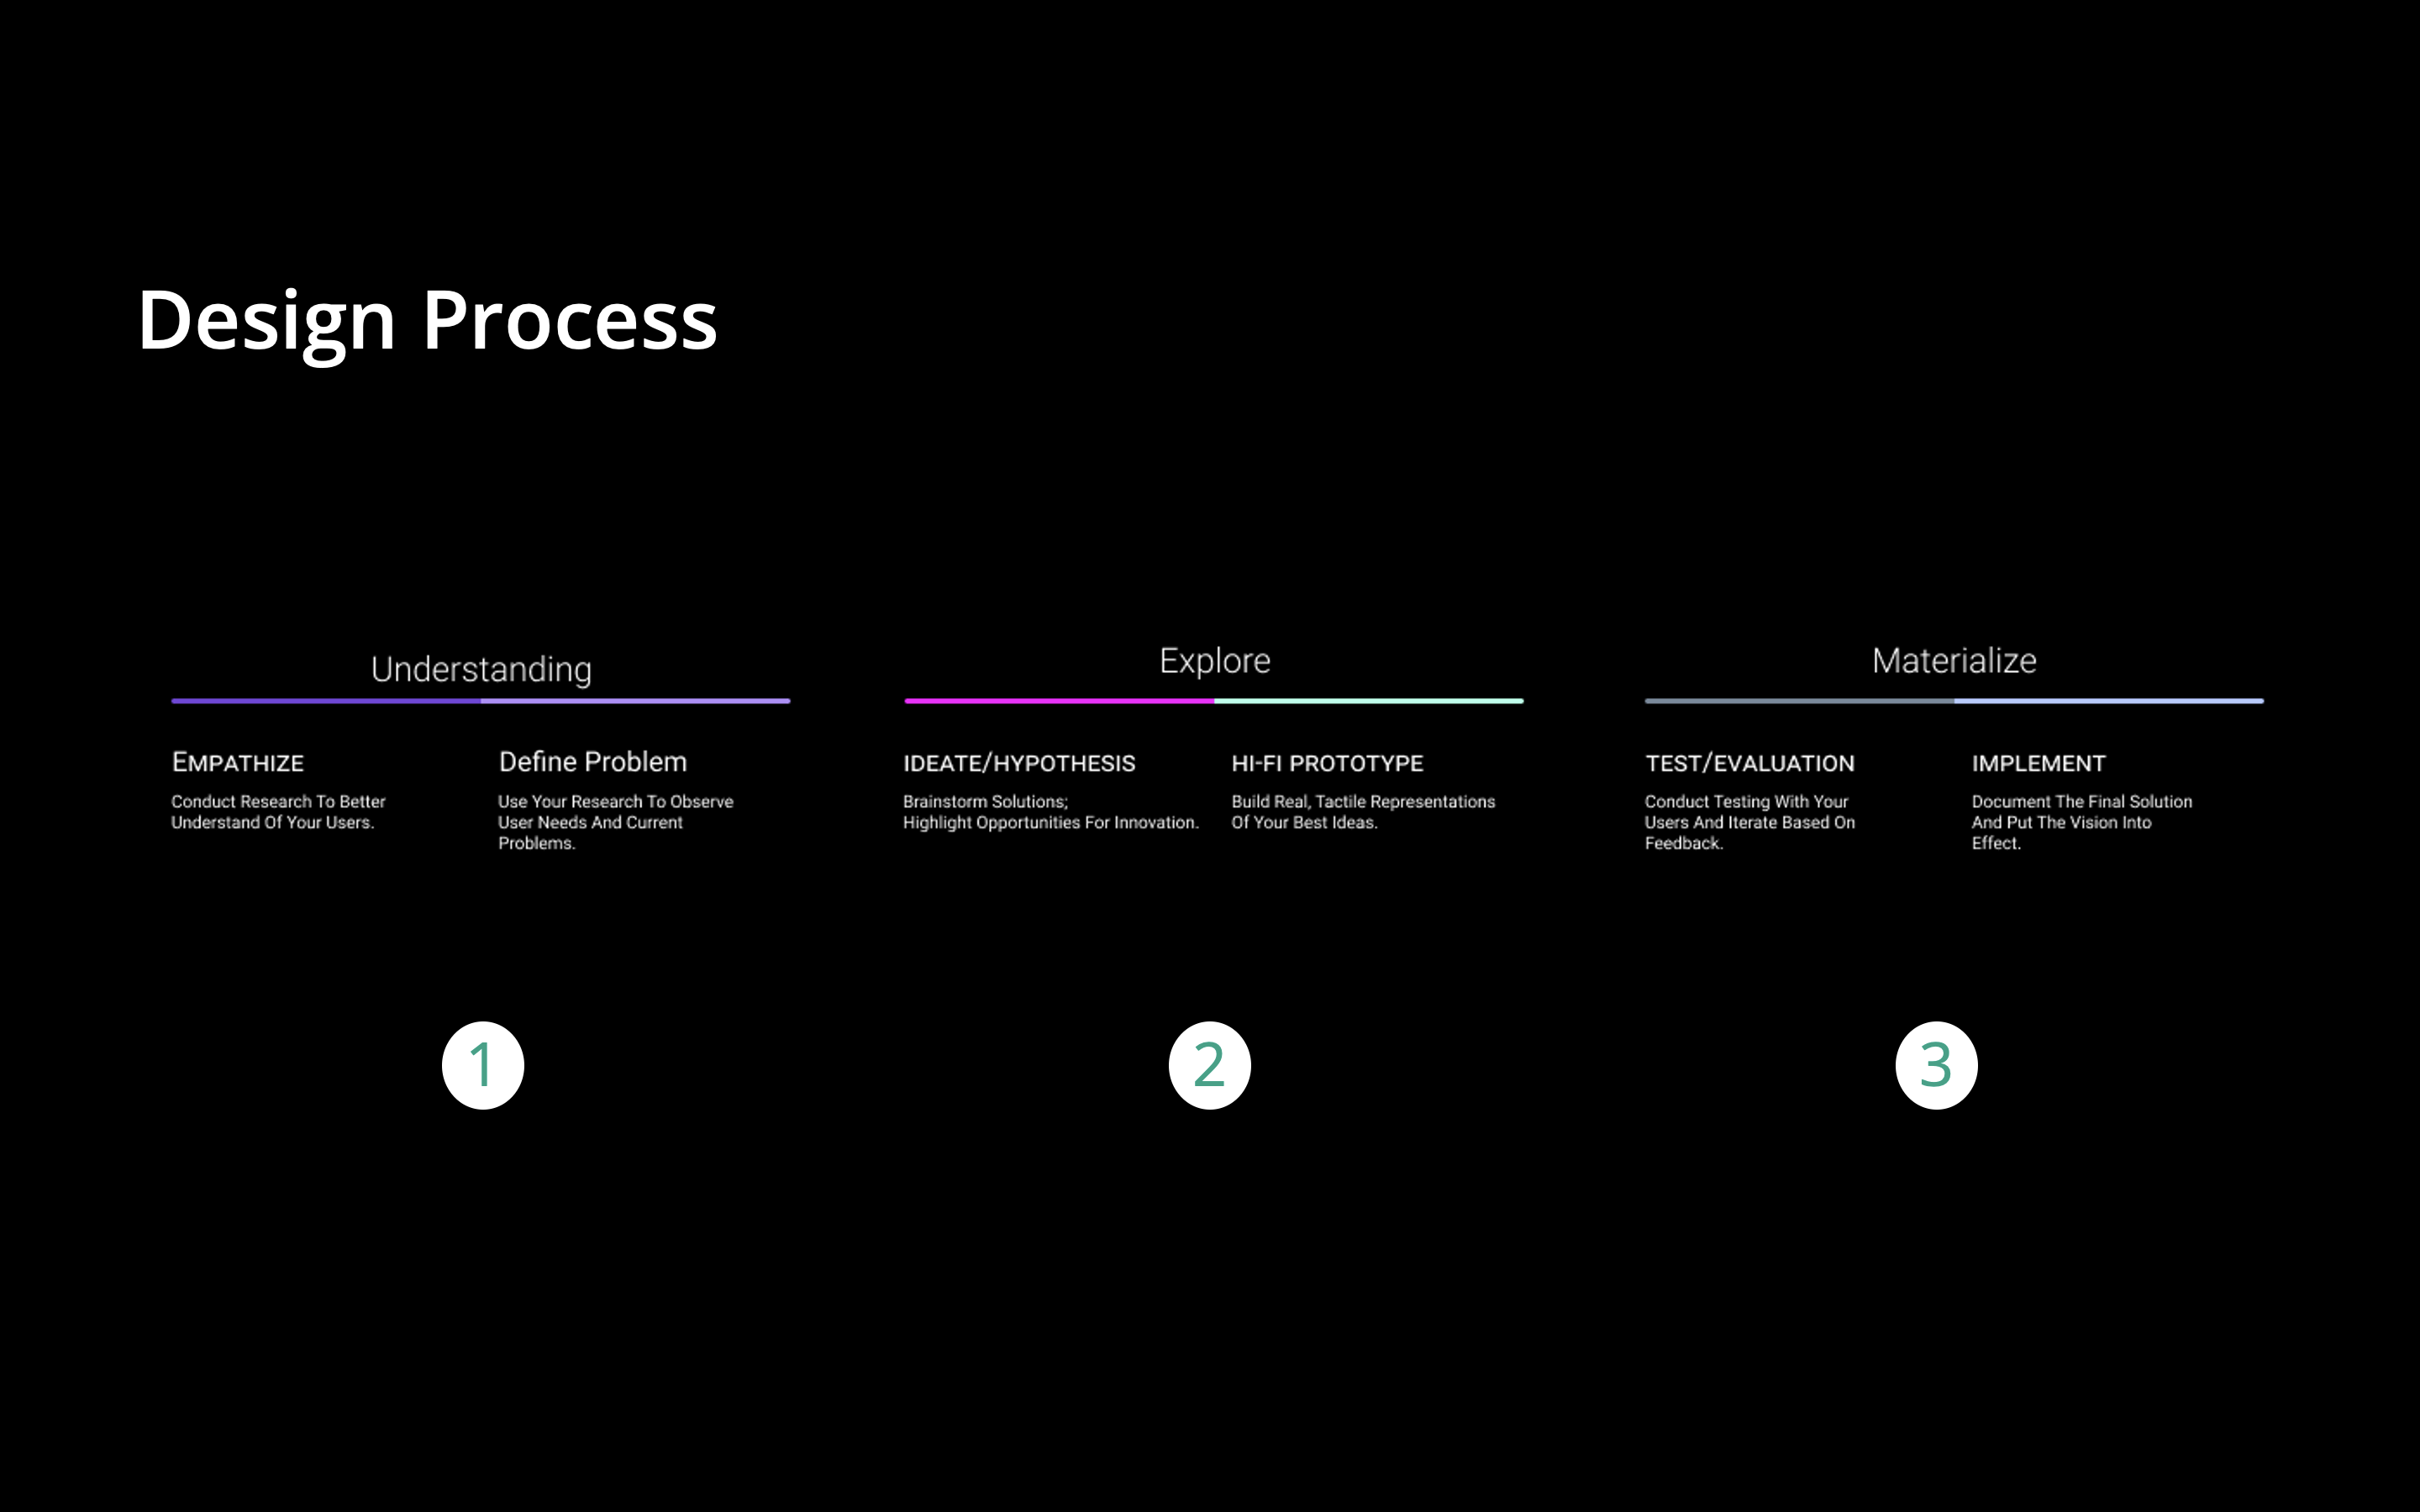 Design Process
Understanding
EMPATHIZE
Conduct Research To Better
Understand Of Your Users.
Define Problem
Use Your Research To Observe
User Needs And Current
Problems.
Explore
IDEATE/HYPOTHESIS
Brainstorm Solutions;
Highlight Opportunities For Innovation.
HI-FI PROTOTYPE
Build Real, Tactile Representations
Of Your Best Ideas.
Materialize
TEST/EVALUATION
Conduct Testing With Your
Users And Iterate Based On
Feedback.
IMPLEMENT
Document The Final Solution
And Put The Vision Into
Effect.
1
2
3